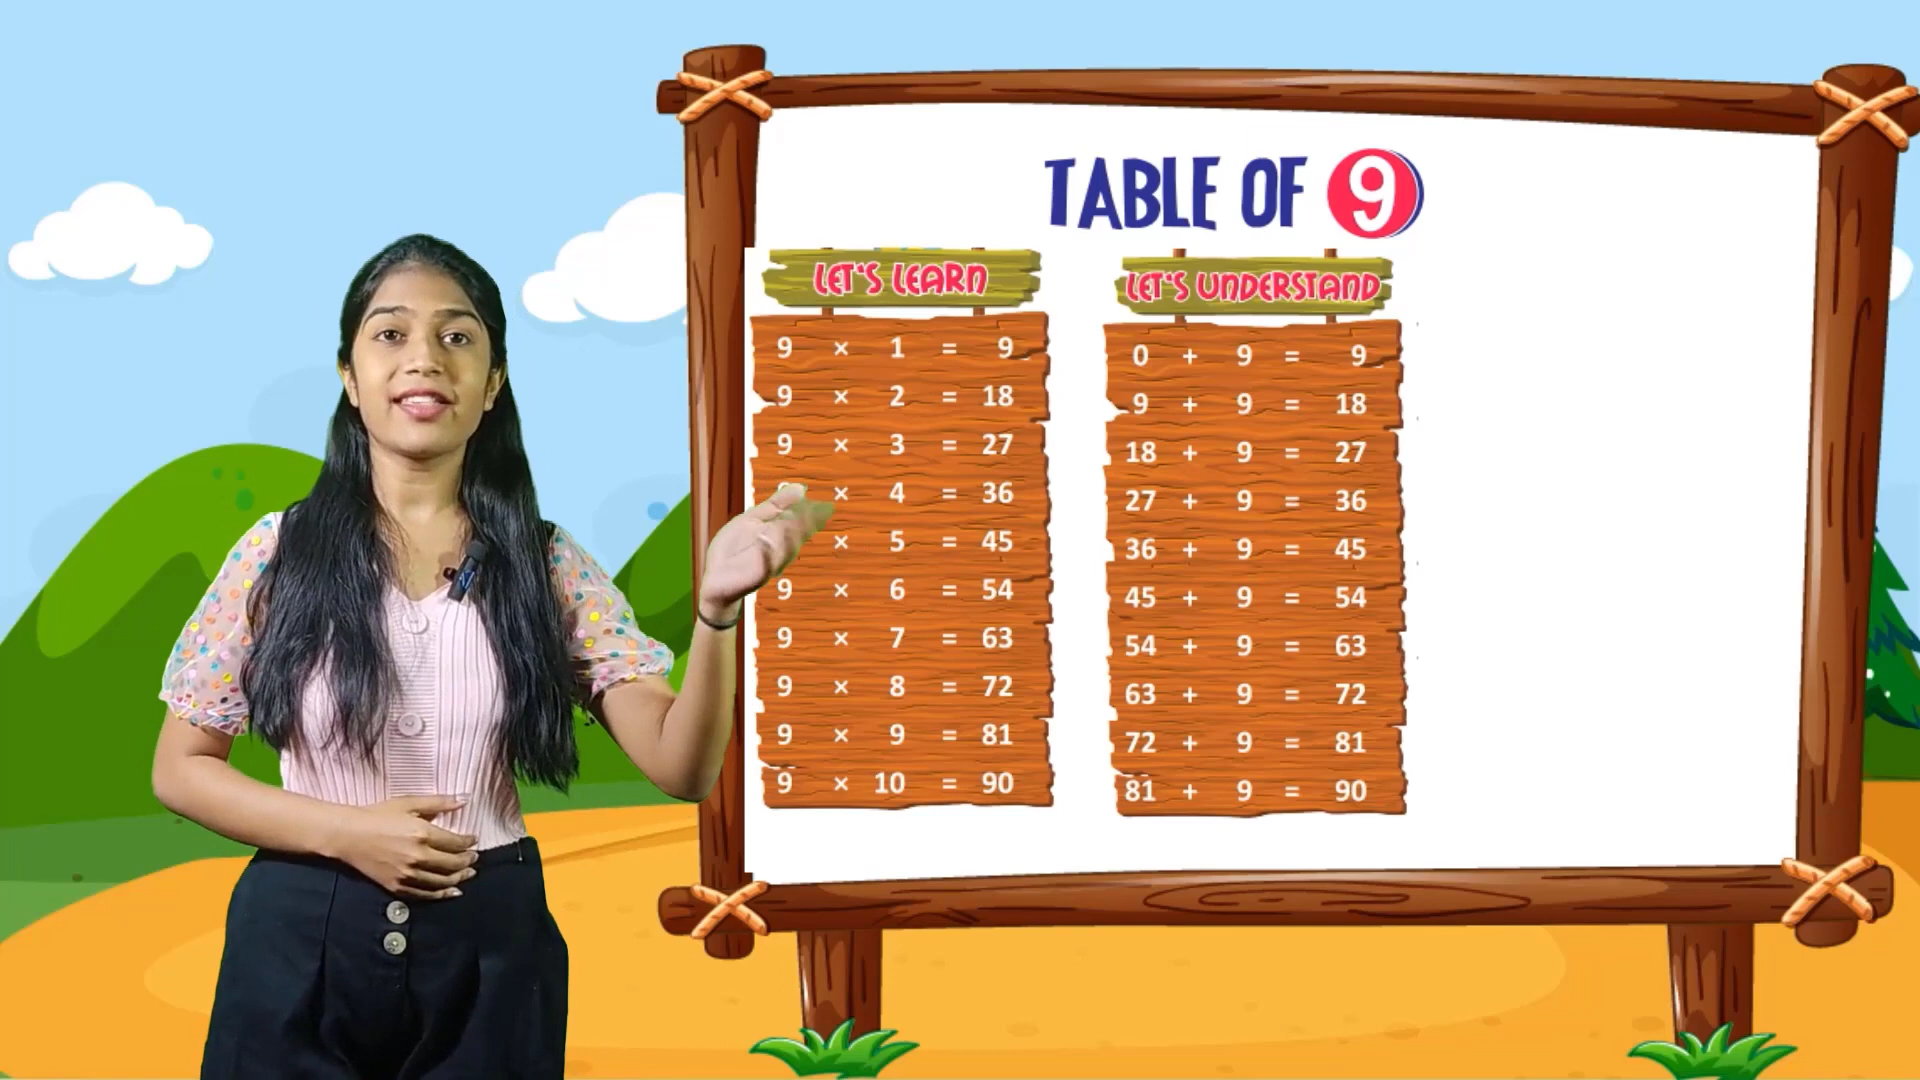 TABLE OF 9
LET'S LEARN
9 × 1 = 9
9 × 2 = 18
9 × 3 = 27
× 4 = 36
× 5 = 45
9 × 6 = 54
9 × 7 = 63
9 × 8 = 72
9 × 9 = 81
9 × 10 = 90
LET'S UNDERSTAND
0 + 9 = 9
9 + 9 = 18
18 + 9 = 27
27 + 9 = 36
36 + 9 = 45
45 + 9 = 54
54 + 9 = 63
63 + 9 = 72
72 + 9 = 81
81 + 9 = 90